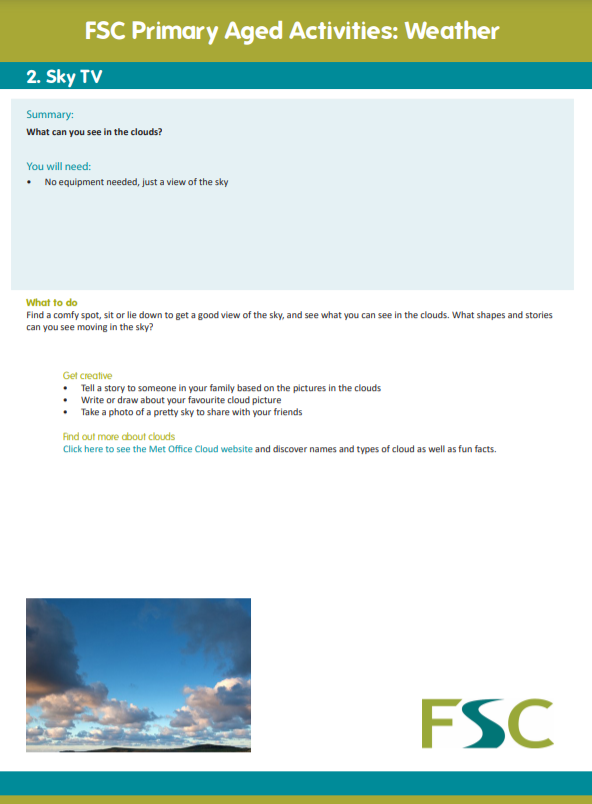 FSC Primary Aged Activities: Weather
2. Sky TV
Summary:
What can you see in the clouds?
You will need:
• No equipment needed, just a view of the sky
What to do
Find a comfy spot, sit or lie down to get a good view of the sky, and see what you can see in the clouds. What shapes and stories
can you see moving in the sky?
Get creative
• Tell a story to someone in your family based on the pictures in the clouds
• Write or draw about your favourite cloud picture
• Take a photo of a pretty sky to share with your friends
Find out more about clouds
Click here to see the Met Office Cloud website and discover names and types of cloud as well as fun facts.
FSC